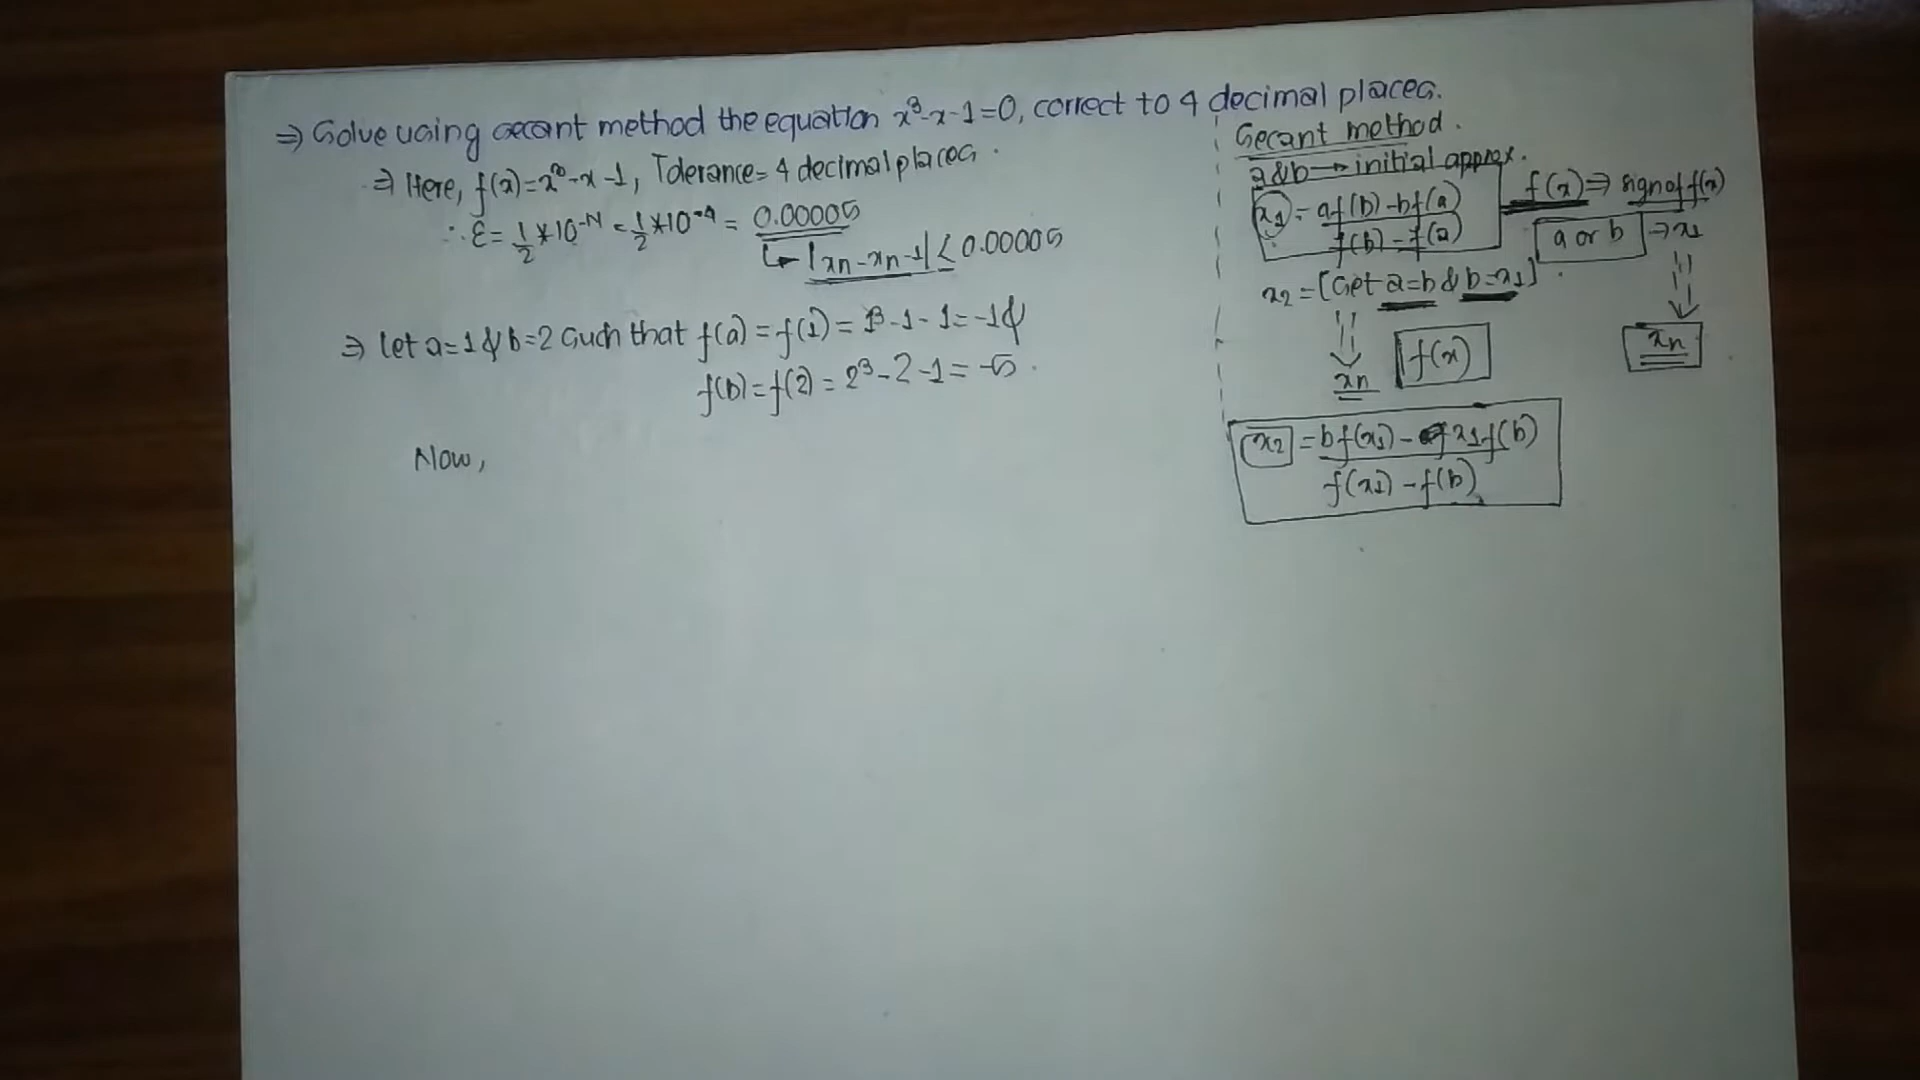 ⇒ Solve using secant method the equation x³-x-1=0, correct to 4 decimal places.
⇒ Here, f(x)=x³-x-1, Tolerance= 4 decimal places.
∴ ε = 1/2 * 10^-N = 1/2 * 10^-4 = 0.00005
↳ |xn - xn-1| < 0.00005
⇒ let a=1 & b=2 such that f(a) = f(1) = 1³-1-1=-1 &
f(b) = f(2) = 2³-2-1= -5.
Now,
Secant method.
a & b → initial approx.
x1 = af(b)-bf(a) / f(b)-f(a)
f(x) ⇒ sign of f(x)
a or b → x1
x2 = [Set a=b & b=x1].
xn
f(x)
xn
x2 = bf(x1) - x1f(b) / f(x1) - f(b)